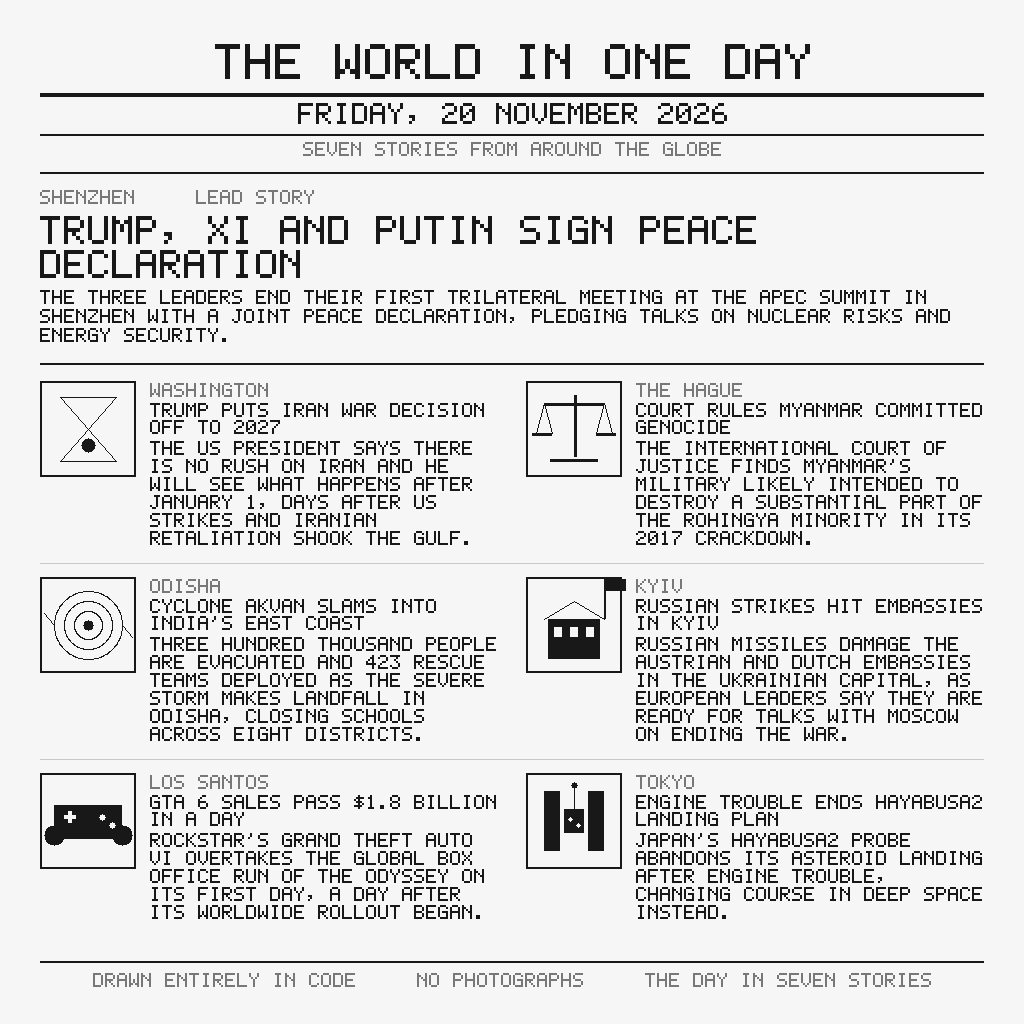 THE WORLD IN ONE DAY
FRIDAY, 20 NOVEMBER 2026
SEVEN STORIES FROM AROUND THE GLOBE
SHENZHEN LEAD STORY
TRUMP, XI AND PUTIN SIGN PEACE
DECLARATION
THE THREE LEADERS END THEIR FIRST TRILATERAL MEETING AT THE APEC SUMMIT IN
SHENZHEN WITH A JOINT PEACE DECLARATION, PLEDGING TALKS ON NUCLEAR RISKS AND
ENERGY SECURITY.
WASHINGTON
TRUMP PUTS IRAN WAR DECISION
OFF TO 2027
THE US PRESIDENT SAYS THERE
IS NO RUSH ON IRAN AND HE
WILL SEE WHAT HAPPENS AFTER
JANUARY 1, DAYS AFTER US
STRIKES AND IRANIAN
RETALIATION SHOOK THE GULF.
THE HAGUE
COURT RULES MYANMAR COMMITTED
GENOCIDE
THE INTERNATIONAL COURT OF
JUSTICE FINDS MYANMAR'S
MILITARY LIKELY INTENDED TO
DESTROY A SUBSTANTIAL PART OF
THE ROHINGYA MINORITY IN ITS
2017 CRACKDOWN.
ODISHA
CYCLONE AKVAN SLAMS INTO
INDIA'S EAST COAST
THREE HUNDRED THOUSAND PEOPLE
ARE EVACUATED AND 423 RESCUE
TEAMS DEPLOYED AS THE SEVERE
STORM MAKES LANDFALL IN
ODISHA, CLOSING SCHOOLS
ACROSS EIGHT DISTRICTS.
KYIV
RUSSIAN STRIKES HIT EMBASSIES
IN KYIV
RUSSIAN MISSILES DAMAGE THE
AUSTRIAN AND DUTCH EMBASSIES
IN THE UKRAINIAN CAPITAL, AS
EUROPEAN LEADERS SAY THEY ARE
READY FOR TALKS WITH MOSCOW
ON ENDING THE WAR.
LOS SANTOS
GTA 6 SALES PASS $1.8 BILLION
IN A DAY
ROCKSTAR'S GRAND THEFT AUTO
VI OVERTAKES THE GLOBAL BOX
OFFICE RUN OF THE ODYSSEY ON
ITS FIRST DAY, A DAY AFTER
ITS WORLDWIDE ROLLOUT BEGAN.
TOKYO
ENGINE TROUBLE ENDS HAYABUSA2
LANDING PLAN
JAPAN'S HAYABUSA2 PROBE
ABANDONS ITS ASTEROID LANDING
AFTER ENGINE TROUBLE,
CHANGING COURSE IN DEEP SPACE
INSTEAD.
DRAWN ENTIRELY IN CODE NO PHOTOGRAPHS THE DAY IN SEVEN STORIES